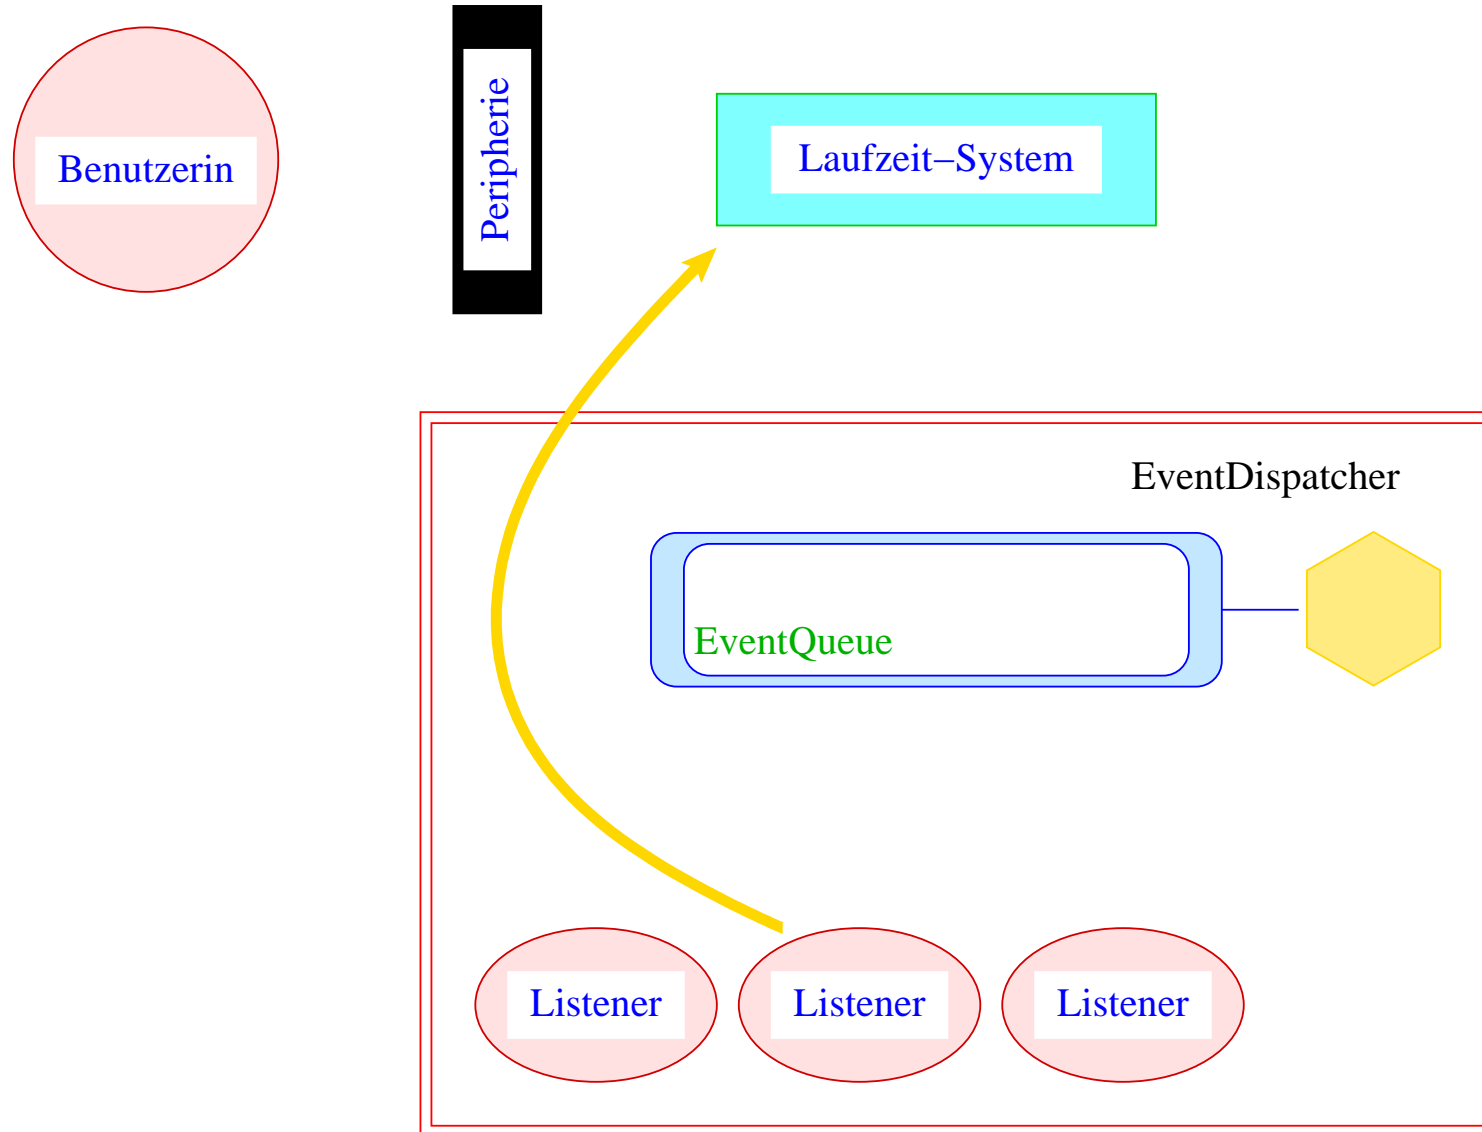 Benutzerin
Peripherie
Laufzeit–System
EventDispatcher
EventQueue
Listener
Listener
Listener